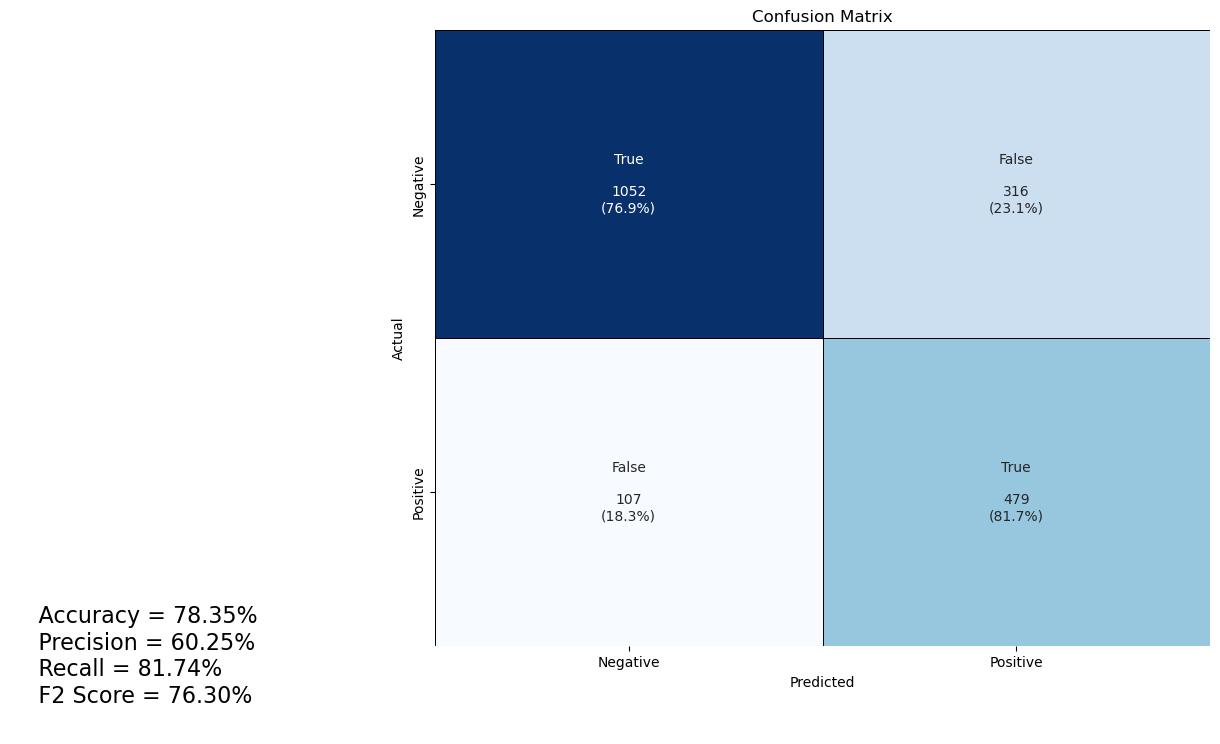 Confusion Matrix
Actual
Negative
True
1052
(76.9%)
False
316
(23.1%)
Positive
False
107
(18.3%)
True
479
(81.7%)
Negative
Positive
Predicted
Accuracy = 78.35%
Precision = 60.25%
Recall = 81.74%
F2 Score = 76.30%